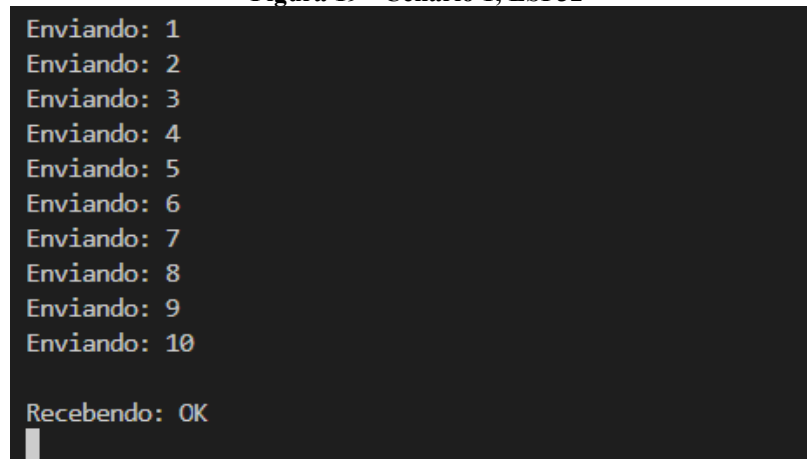 Enviando: 1
Enviando: 2
Enviando: 3
Enviando: 4
Enviando: 5
Enviando: 6
Enviando: 7
Enviando: 8
Enviando: 9
Enviando: 10
Recebendo: OK